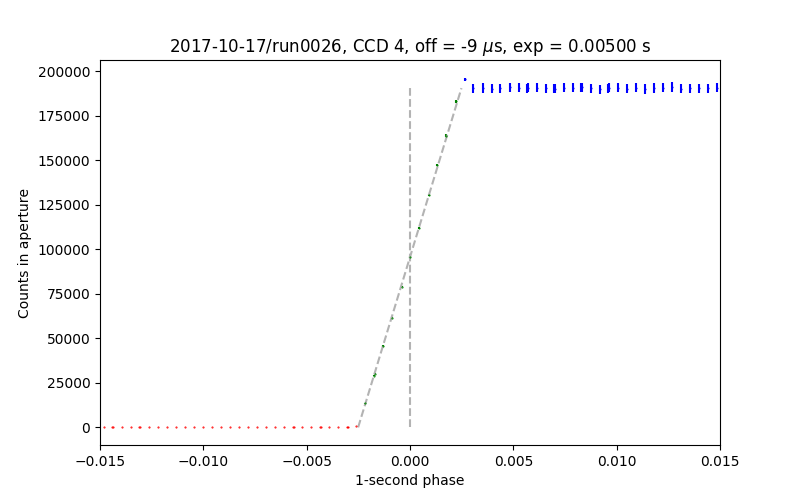 2017-10-17/run0026, CCD 4, off = -9 μs, exp = 0.00500 s
200000
175000
150000
125000
100000
75000
50000
25000
0
Counts in aperture
−0.015 −0.010 −0.005 0.000 0.005 0.010 0.015
1-second phase